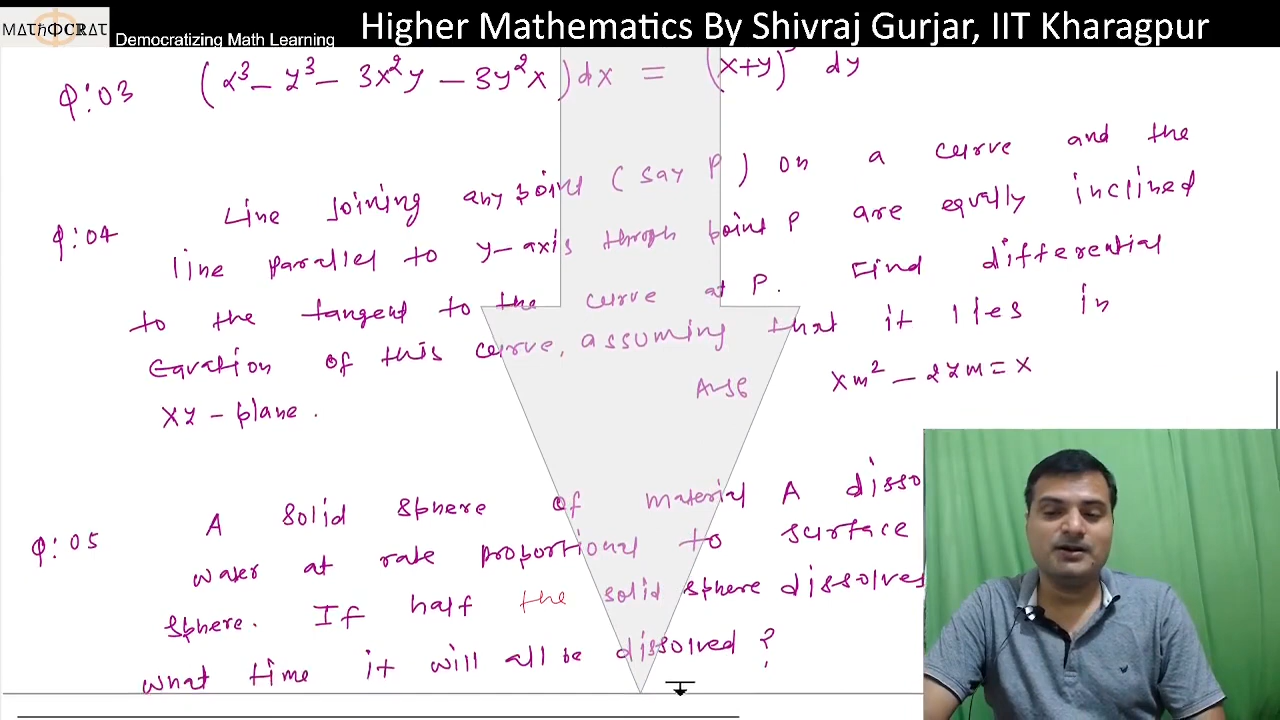 MATHΦCRAT
Democratizing Math Learning
Higher Mathematics By Shivraj Gurjar, IIT Kharagpur
Q:03 (x³ - y³ - 3x²y - 3y²x)dx = (x+y)³ dy
Q:04 Line joining any point (say P) on a curve and the
line parallel to y-axis throgh point P are equally inclined
to the tangent to the curve at P. Find differential
Equation of this curve, assuming that it lies in
xy-plane. Ans xm² - 2ym = x
Q:05 A solid sphere of material A disso
water at rate proportional to surface
sphere. If half the solid sphere dissolves
what time it will all be dissolved?